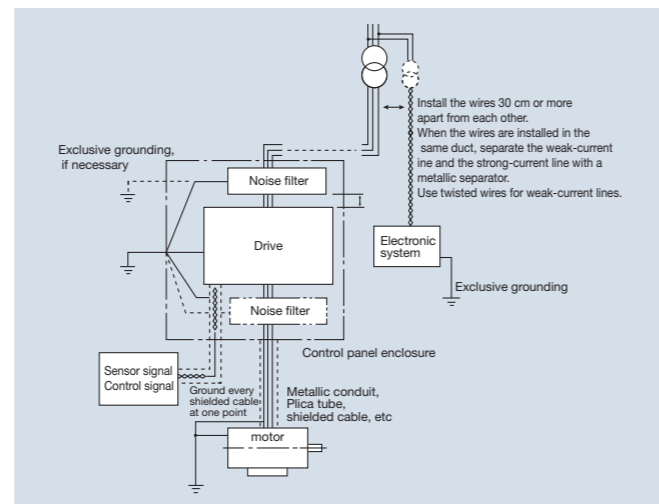 Install the wires 30 cm or more
apart from each other.
When the wires are installed in the
same duct, separate the weak-current
ine and the strong-current line with a
metallic separator.
Use twisted wires for weak-current lines.
Exclusive grounding,
if necessary
Noise filter
Drive
Electronic
system
Exclusive grounding
Noise filter
Control panel enclosure
Sensor signal
Control signal
Ground every
shielded cable
at one point
Metallic conduit,
Plica tube,
shielded cable, etc
motor